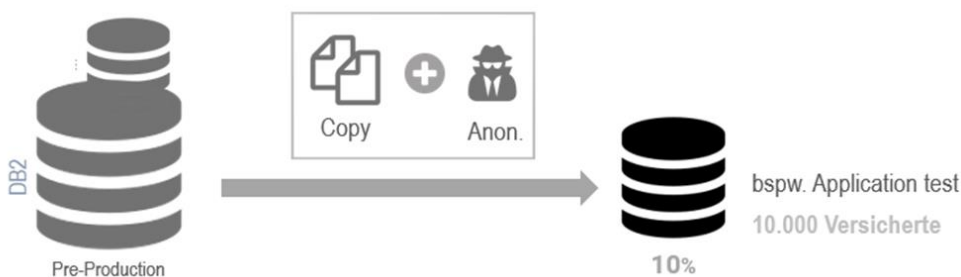 DB2
Pre-Production
Copy
Anon.
bspw. Application test
10.000 Versicherte
10%